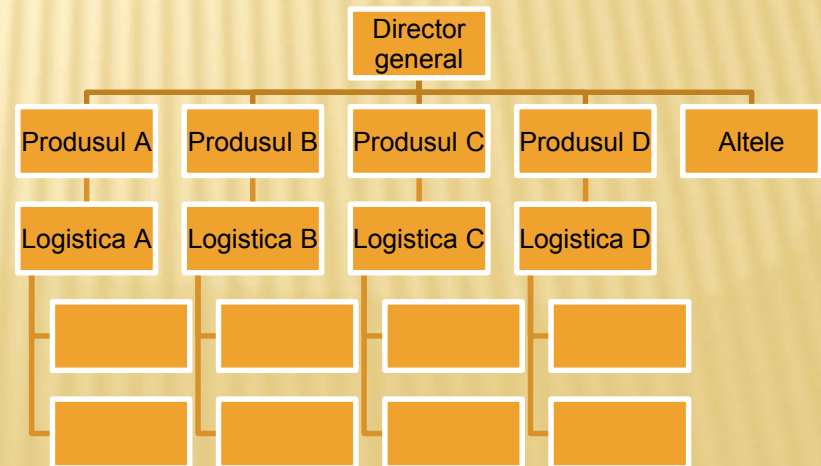 Director
general
Produsul A
Produsul B
Produsul C
Produsul D
Altele
Logistica A
Logistica B
Logistica C
Logistica D